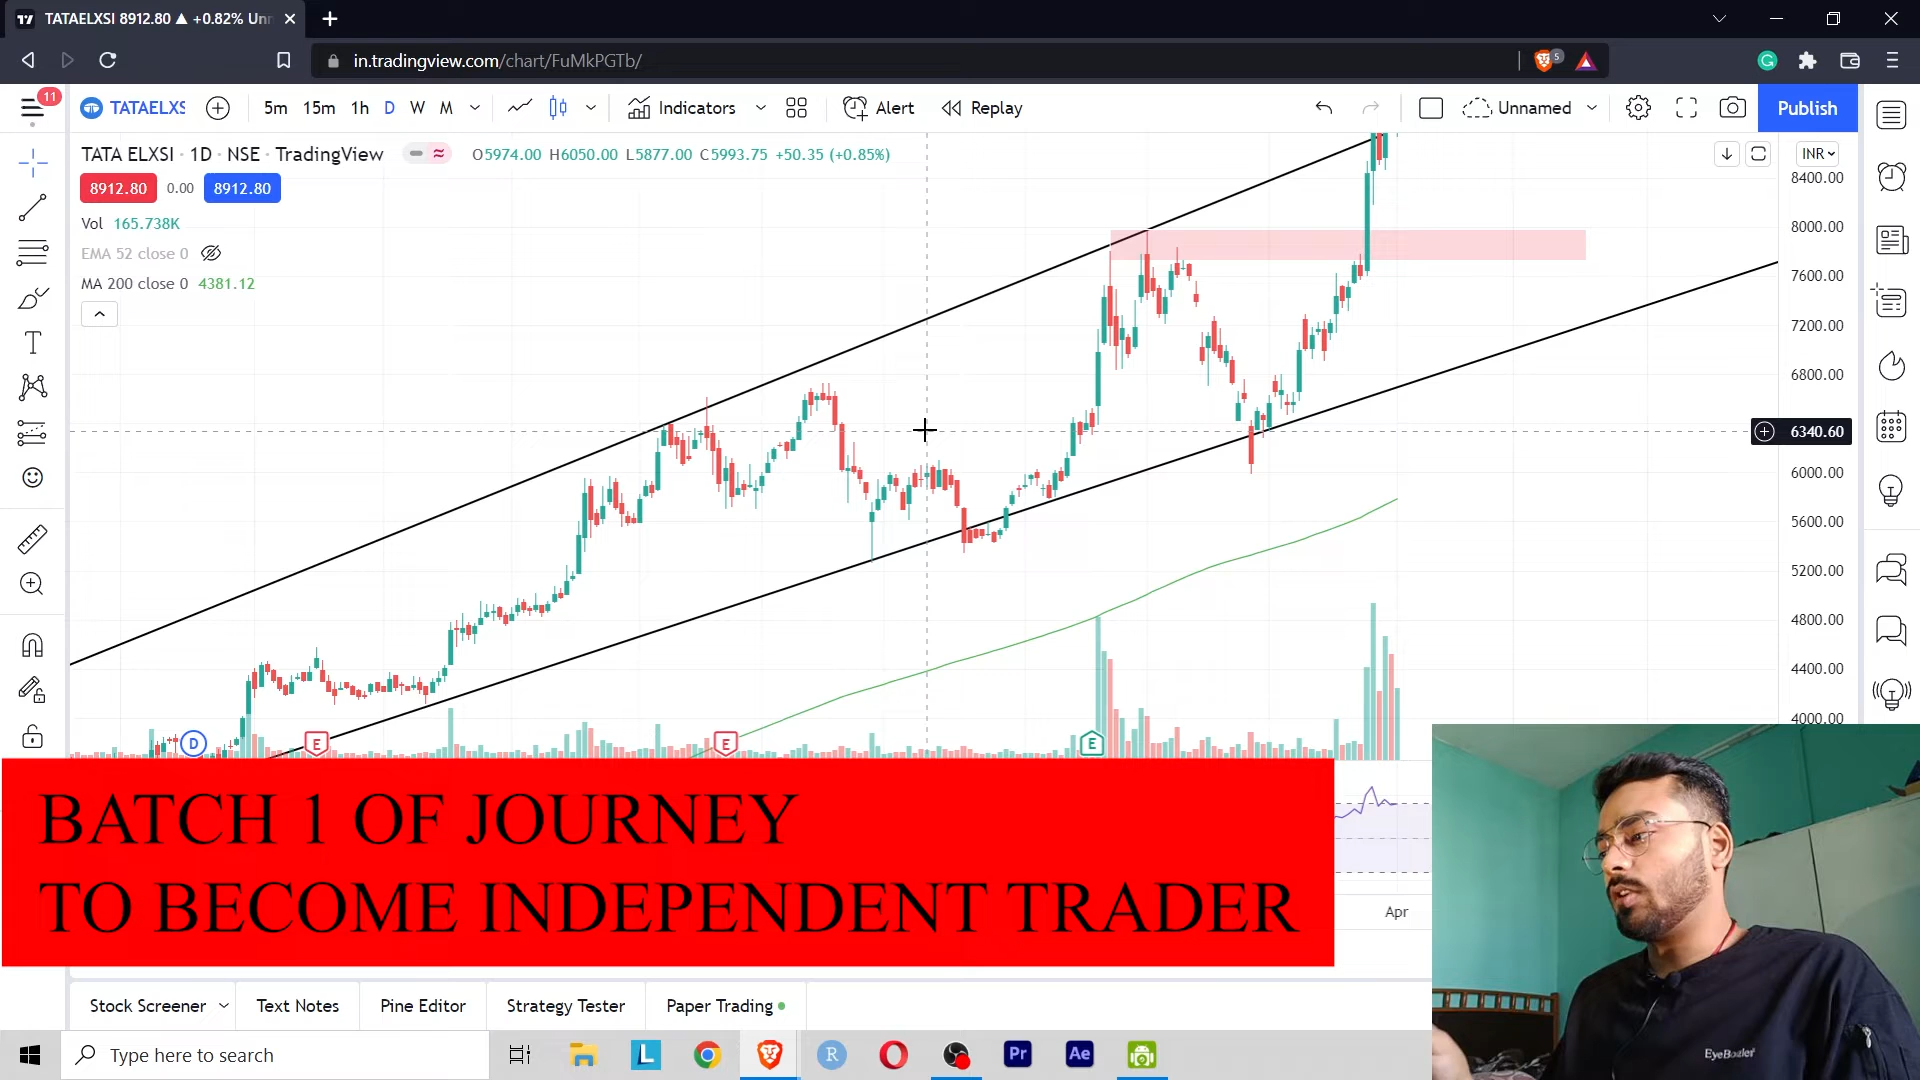 TATAELXSI 8912.80 ▲ +0.82% Unn
in.tradingview.com/chart/FuMkPGTb/
5
11
TATAELXS 5m 15m 1h D W M Indicators Alert Replay Unnamed Publish
TATA ELXSI · 1D · NSE · TradingView O5974.00 H6050.00 L5877.00 C5993.75 +50.35 (+0.85%) INR
8912.80 0.00 8912.80
Vol 165.738K
EMA 52 close 0
MA 200 close 0 4381.12
8400.00
8000.00
7600.00
7200.00
6800.00
6340.60
6000.00
5600.00
5200.00
4800.00
4400.00
4000.00
D E E E
BATCH 1 OF JOURNEY
TO BECOME INDEPENDENT TRADER
Apr
Stock Screener Text Notes Pine Editor Strategy Tester Paper Trading
Type here to search
L R Pr Ae